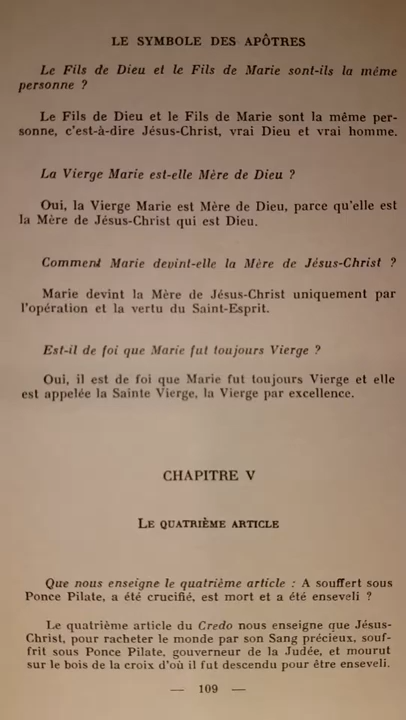 LE SYMBOLE DES APÔTRES
Le Fils de Dieu et le Fils de Marie sont-ils la même
personne ?
Le Fils de Dieu et le Fils de Marie sont la même per-
sonne, c'est-à-dire Jésus-Christ, vrai Dieu et vrai homme.
La Vierge Marie est-elle Mère de Dieu ?
Oui, la Vierge Marie est Mère de Dieu, parce qu'elle est
la Mère de Jésus-Christ qui est Dieu.
Comment Marie devint-elle la Mère de Jésus-Christ ?
Marie devint la Mère de Jésus-Christ uniquement par
l'opération et la vertu du Saint-Esprit.
Est-il de foi que Marie fut toujours Vierge ?
Oui, il est de foi que Marie fut toujours Vierge et elle
est appelée la Sainte Vierge, la Vierge par excellence.
CHAPITRE V
LE QUATRIÈME ARTICLE
Que nous enseigne le quatrième article : A souffert sous
Ponce Pilate, a été crucifié, est mort et a été enseveli ?
Le quatrième article du Credo nous enseigne que Jésus-
Christ, pour racheter le monde par son Sang précieux, souf-
frit sous Ponce Pilate, gouverneur de la Judée, et mourut
sur le bois de la croix d'où il fut descendu pour être enseveli.
— 109 —